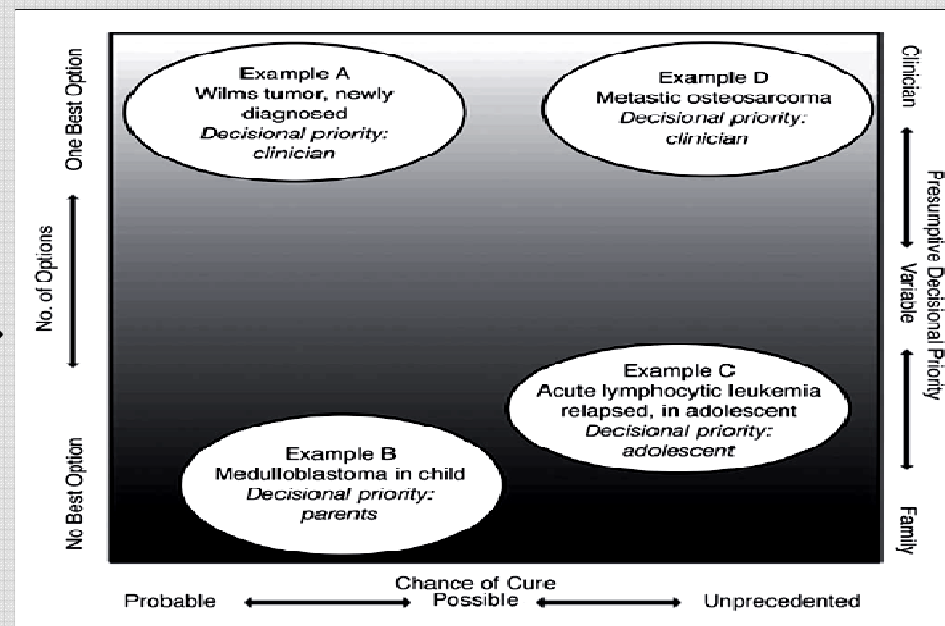 Example A
Wilms tumor, newly
diagnosed
Decisional priority:
clinician
Example D
Metastic osteosarcoma
Decisional priority:
clinician
Example C
Acute lymphocytic leukemia
relapsed, in adolescent
Decisional priority:
adolescent
Example B
Medulloblastoma in child
Decisional priority:
parents
One Best Option
No. of Options
No Best Option
Clinician
Variable
Family
Presumptive Decisional Priority
Chance of Cure
Probable Possible Unprecedented